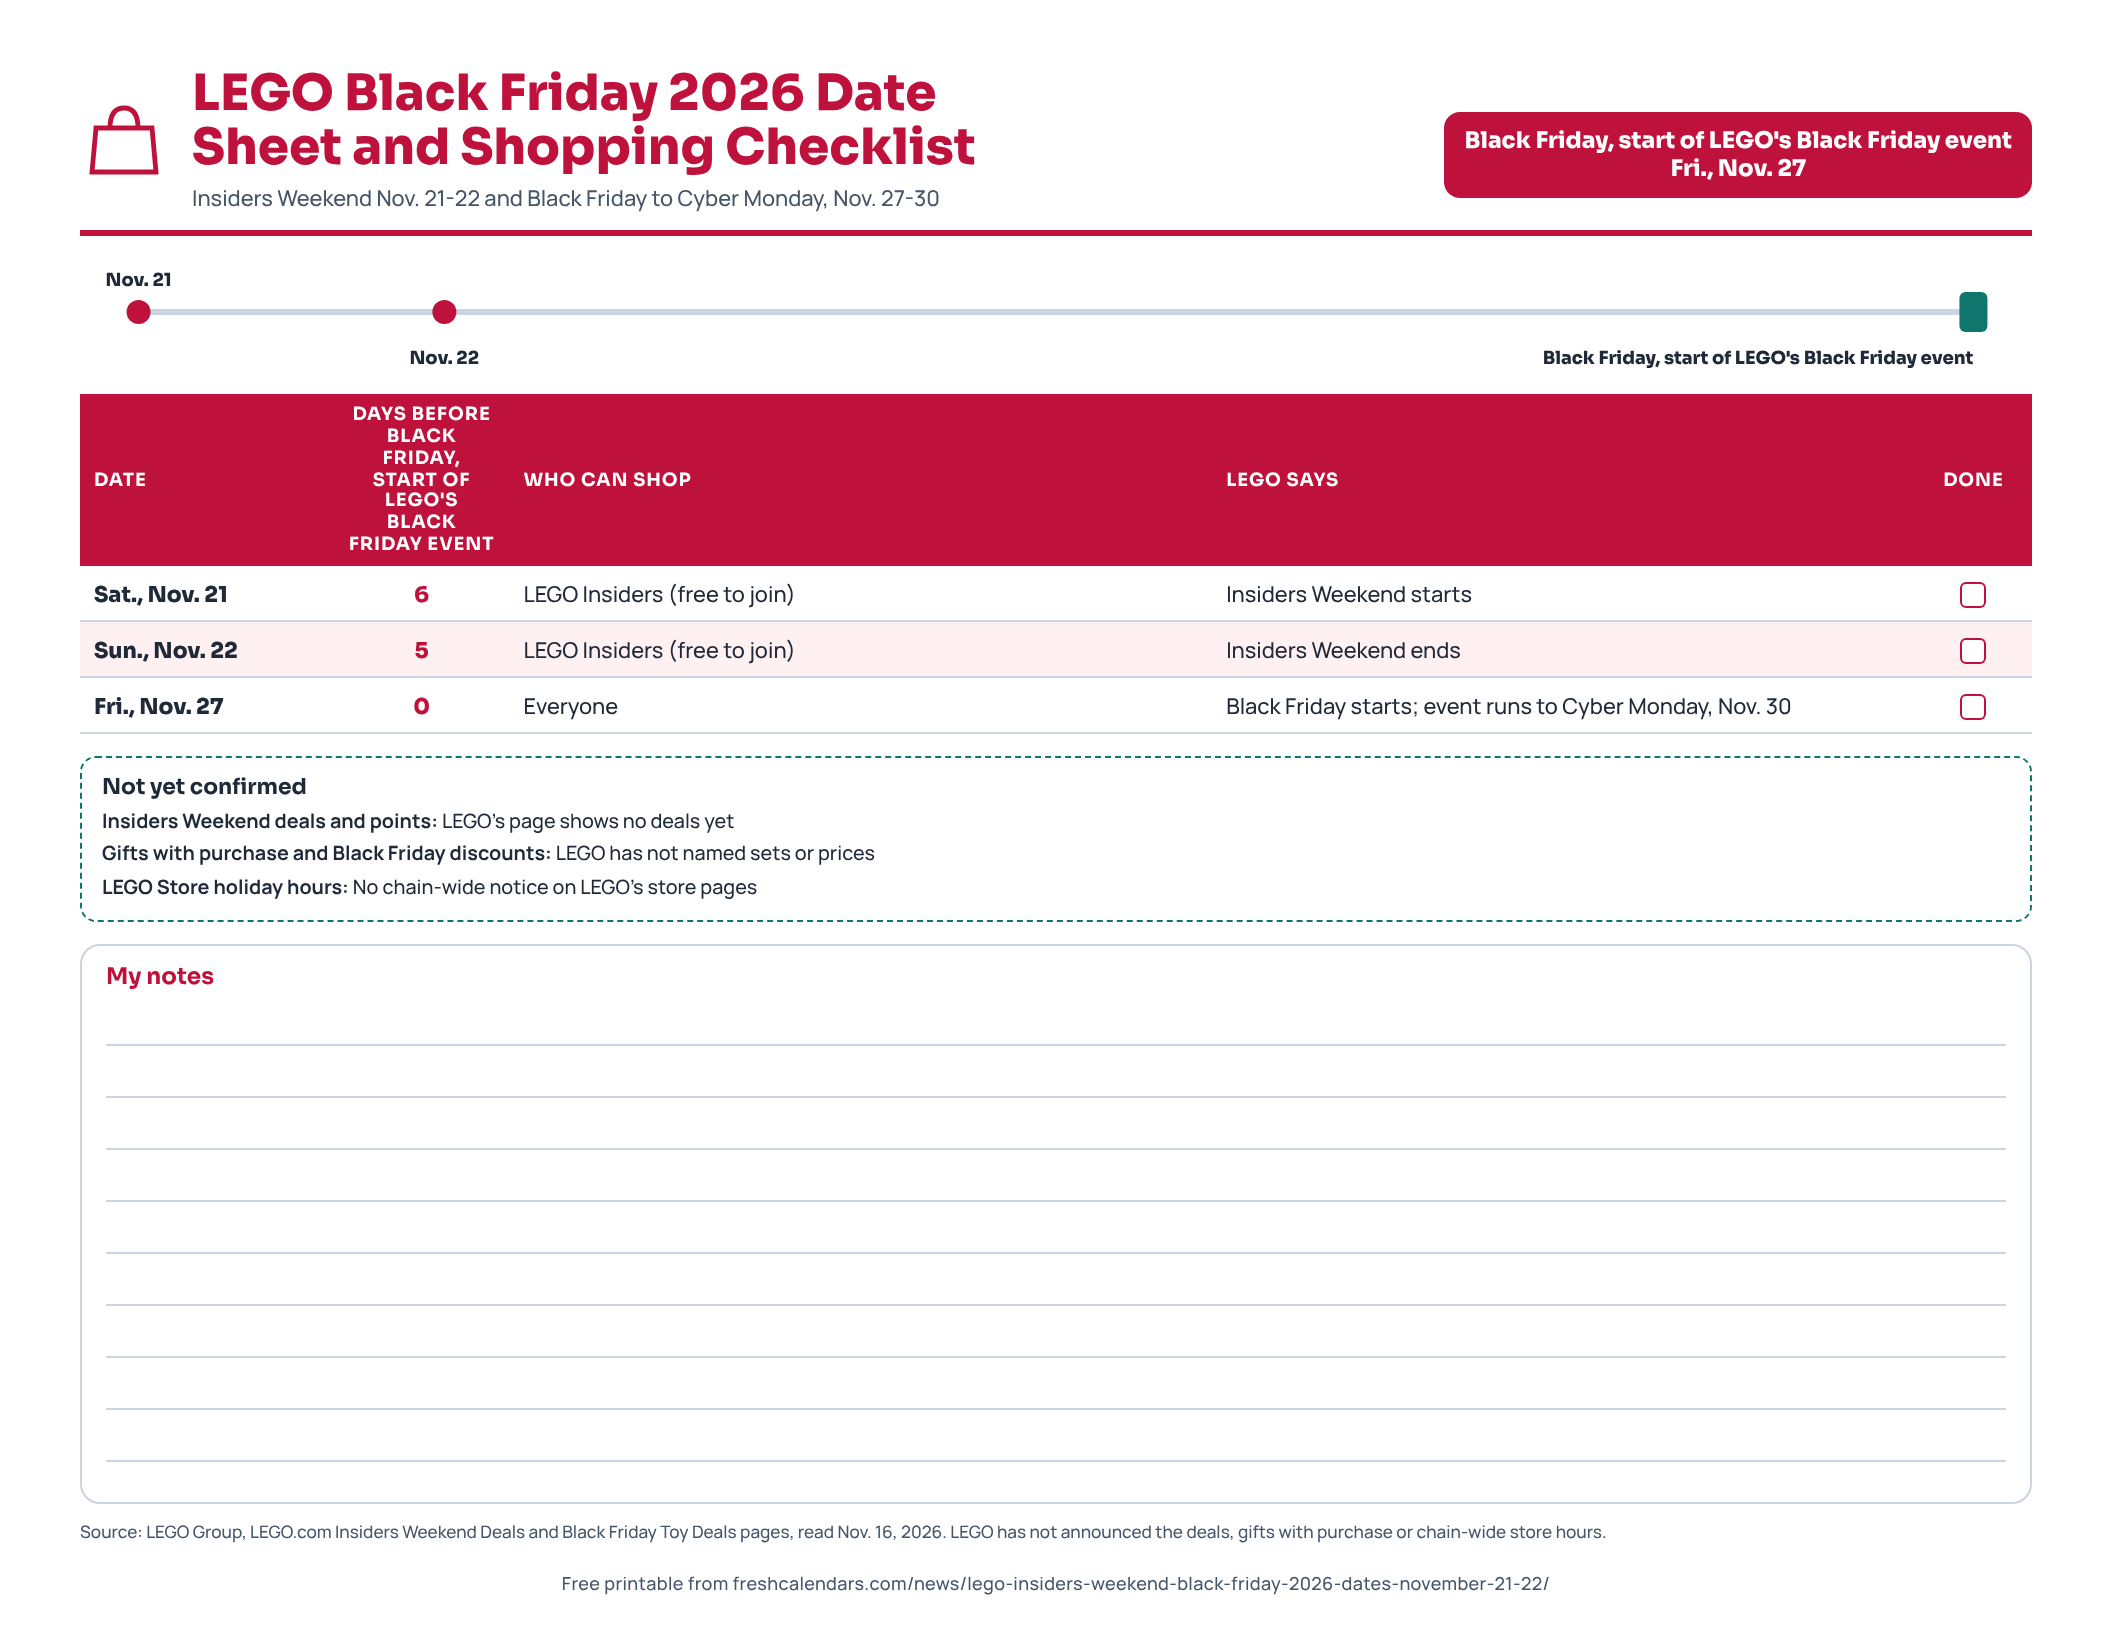 LEGO Black Friday 2026 Date
Sheet and Shopping Checklist
Insiders Weekend Nov. 21-22 and Black Friday to Cyber Monday, Nov. 27-30
Black Friday, start of LEGO's Black Friday event
Fri., Nov. 27
Nov. 21
Nov. 22
Black Friday, start of LEGO's Black Friday event
DATE
DAYS BEFORE
BLACK
FRIDAY,
START OF
LEGO'S
BLACK
FRIDAY EVENT
WHO CAN SHOP
LEGO SAYS
DONE
Sat., Nov. 21 6 LEGO Insiders (free to join) Insiders Weekend starts
Sun., Nov. 22 5 LEGO Insiders (free to join) Insiders Weekend ends
Fri., Nov. 27 0 Everyone Black Friday starts; event runs to Cyber Monday, Nov. 30
Not yet confirmed
Insiders Weekend deals and points: LEGO's page shows no deals yet
Gifts with purchase and Black Friday discounts: LEGO has not named sets or prices
LEGO Store holiday hours: No chain-wide notice on LEGO's store pages
My notes
Source: LEGO Group, LEGO.com Insiders Weekend Deals and Black Friday Toy Deals pages, read Nov. 16, 2026. LEGO has not announced the deals, gifts with purchase or chain-wide store hours.
Free printable from freshcalendars.com/news/lego-insiders-weekend-black-friday-2026-dates-november-21-22/